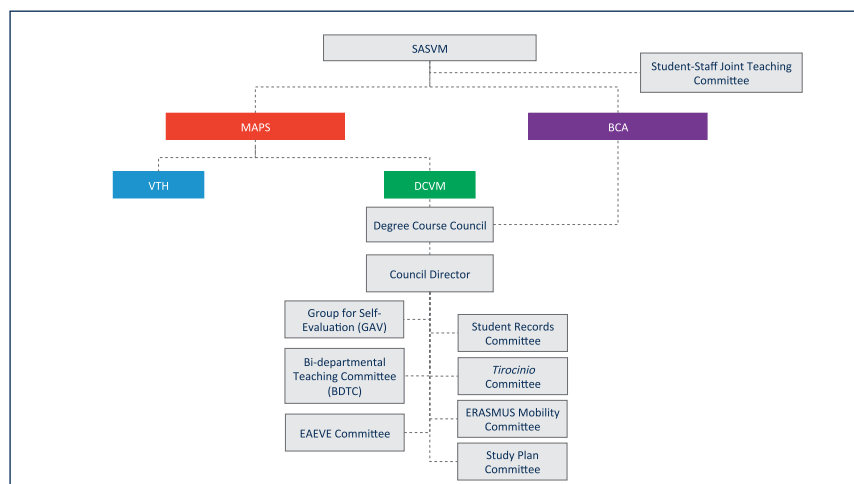 SASVM
Student-Staff Joint Teaching
Committee
MAPS
BCA
VTH
DCVM
Degree Course Council
Council Director
Group for Self-
Evaluation (GAV)
Student Records
Committee
Bi-departmental
Teaching Committee
(BDTC)
Tirocinio
Committee
ERASMUS Mobility
Committee
EAEVE Committee
Study Plan
Committee